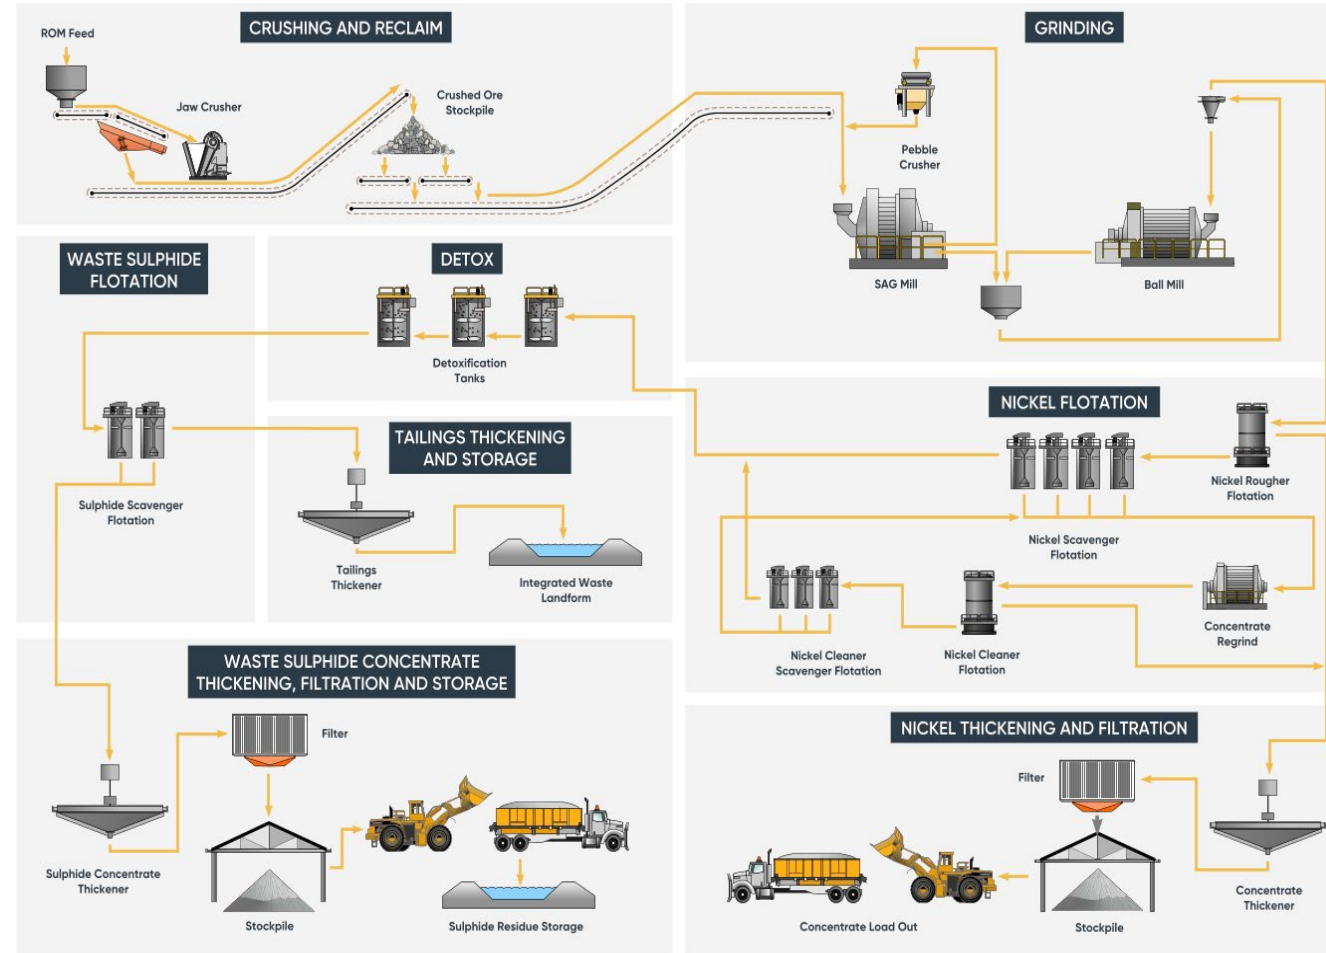 CRUSHING AND RECLAIM
ROM Feed
Jaw Crusher
Crushed Ore
Stockpile
GRINDING
Pebble
Crusher
SAG Mill
Ball Mill
WASTE SULPHIDE
FLOTATION
Sulphide Scavenger
Flotation
DETOX
Detoxification
Tanks
TAILINGS THICKENING
AND STORAGE
Tailings
Thickener
Integrated Waste
Landform
NICKEL FLOTATION
Nickel Rougher
Flotation
Nickel Scavenger
Flotation
Concentrate
Regrind
Nickel Cleaner
Flotation
Nickel Cleaner
Scavenger Flotation
WASTE SULPHIDE CONCENTRATE
THICKENING, FILTRATION AND STORAGE
Filter
Sulphide Concentrate
Thickener
Stockpile
Sulphide Residue Storage
NICKEL THICKENING AND FILTRATION
Filter
Concentrate
Thickener
Stockpile
Concentrate Load Out